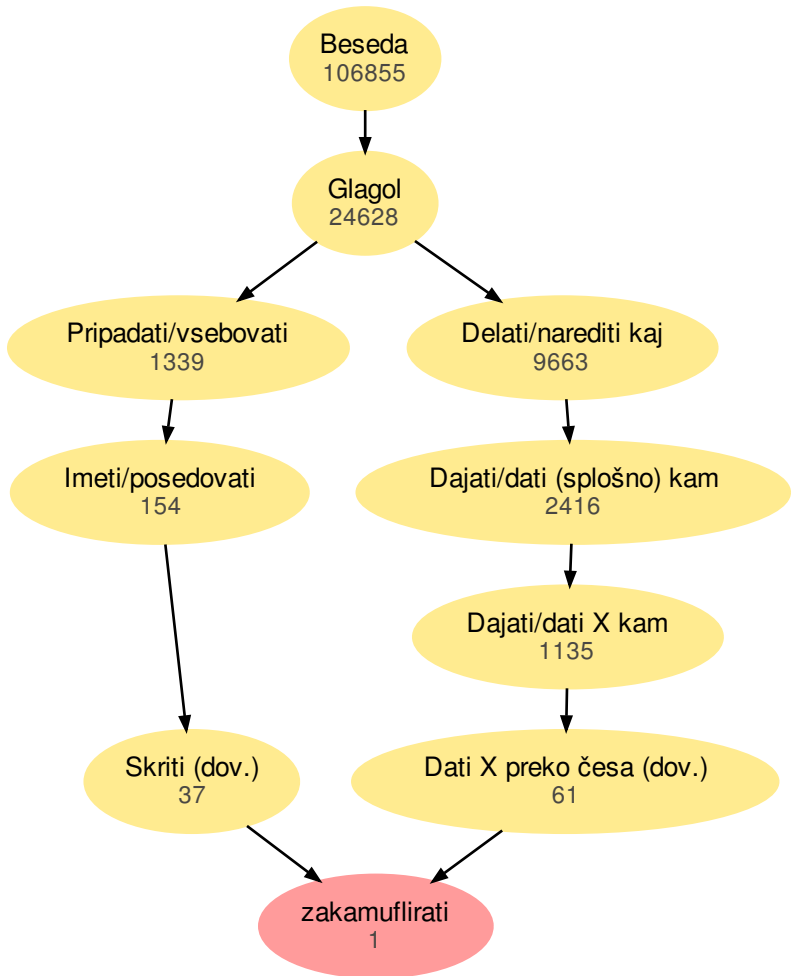 Beseda
106855
Glagol
24628
Pripadati/vsebovati
1339
Delati/narediti kaj
9663
Imeti/posedovati
154
Dajati/dati (splošno) kam
2416
Dajati/dati X kam
1135
Skriti (dov.)
37
Dati X preko česa (dov.)
61
zakamuflirati
1